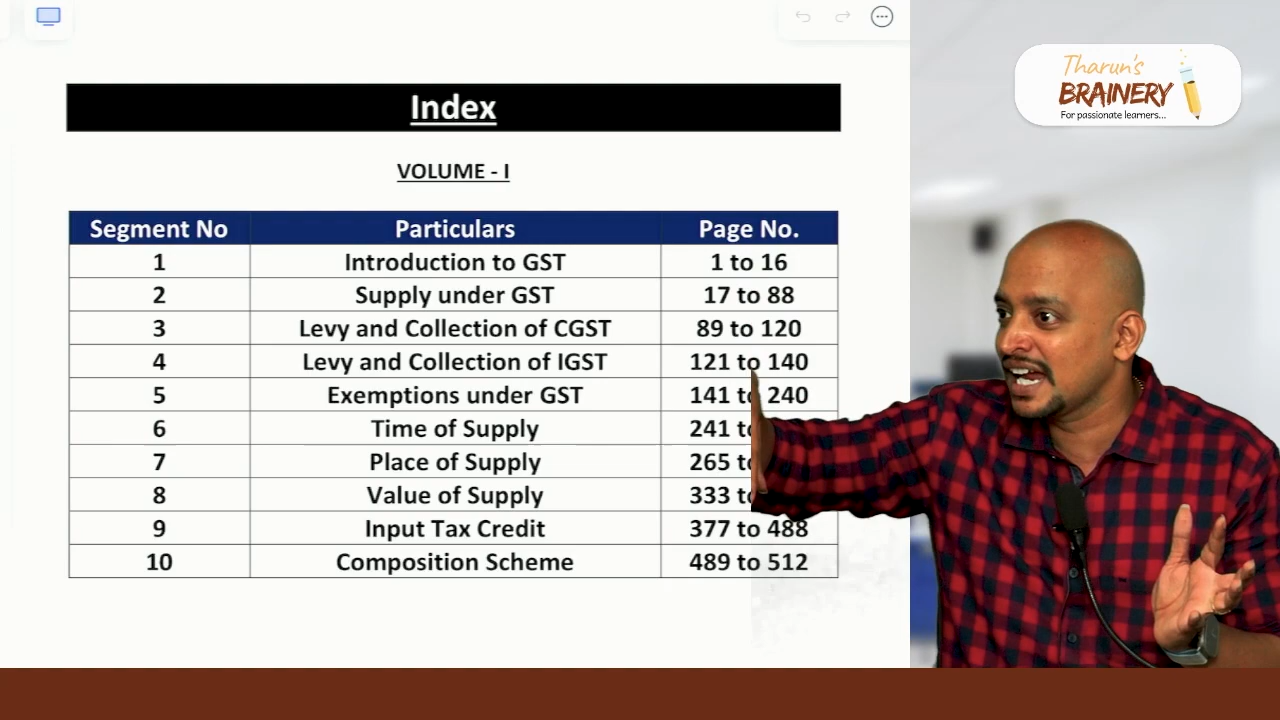 Index
VOLUME - I
Segment No Particulars Page No.
1 Introduction to GST 1 to 16
2 Supply under GST 17 to 88
3 Levy and Collection of CGST 89 to 120
4 Levy and Collection of IGST 121 to 140
5 Exemptions under GST 141 to 240
6 Time of Supply 241
7 Place of Supply 265
8 Value of Supply 333
9 Input Tax Credit 377 to 488
10 Composition Scheme 489 to 512
Tharun's
BRAINERY
For passionate learners...